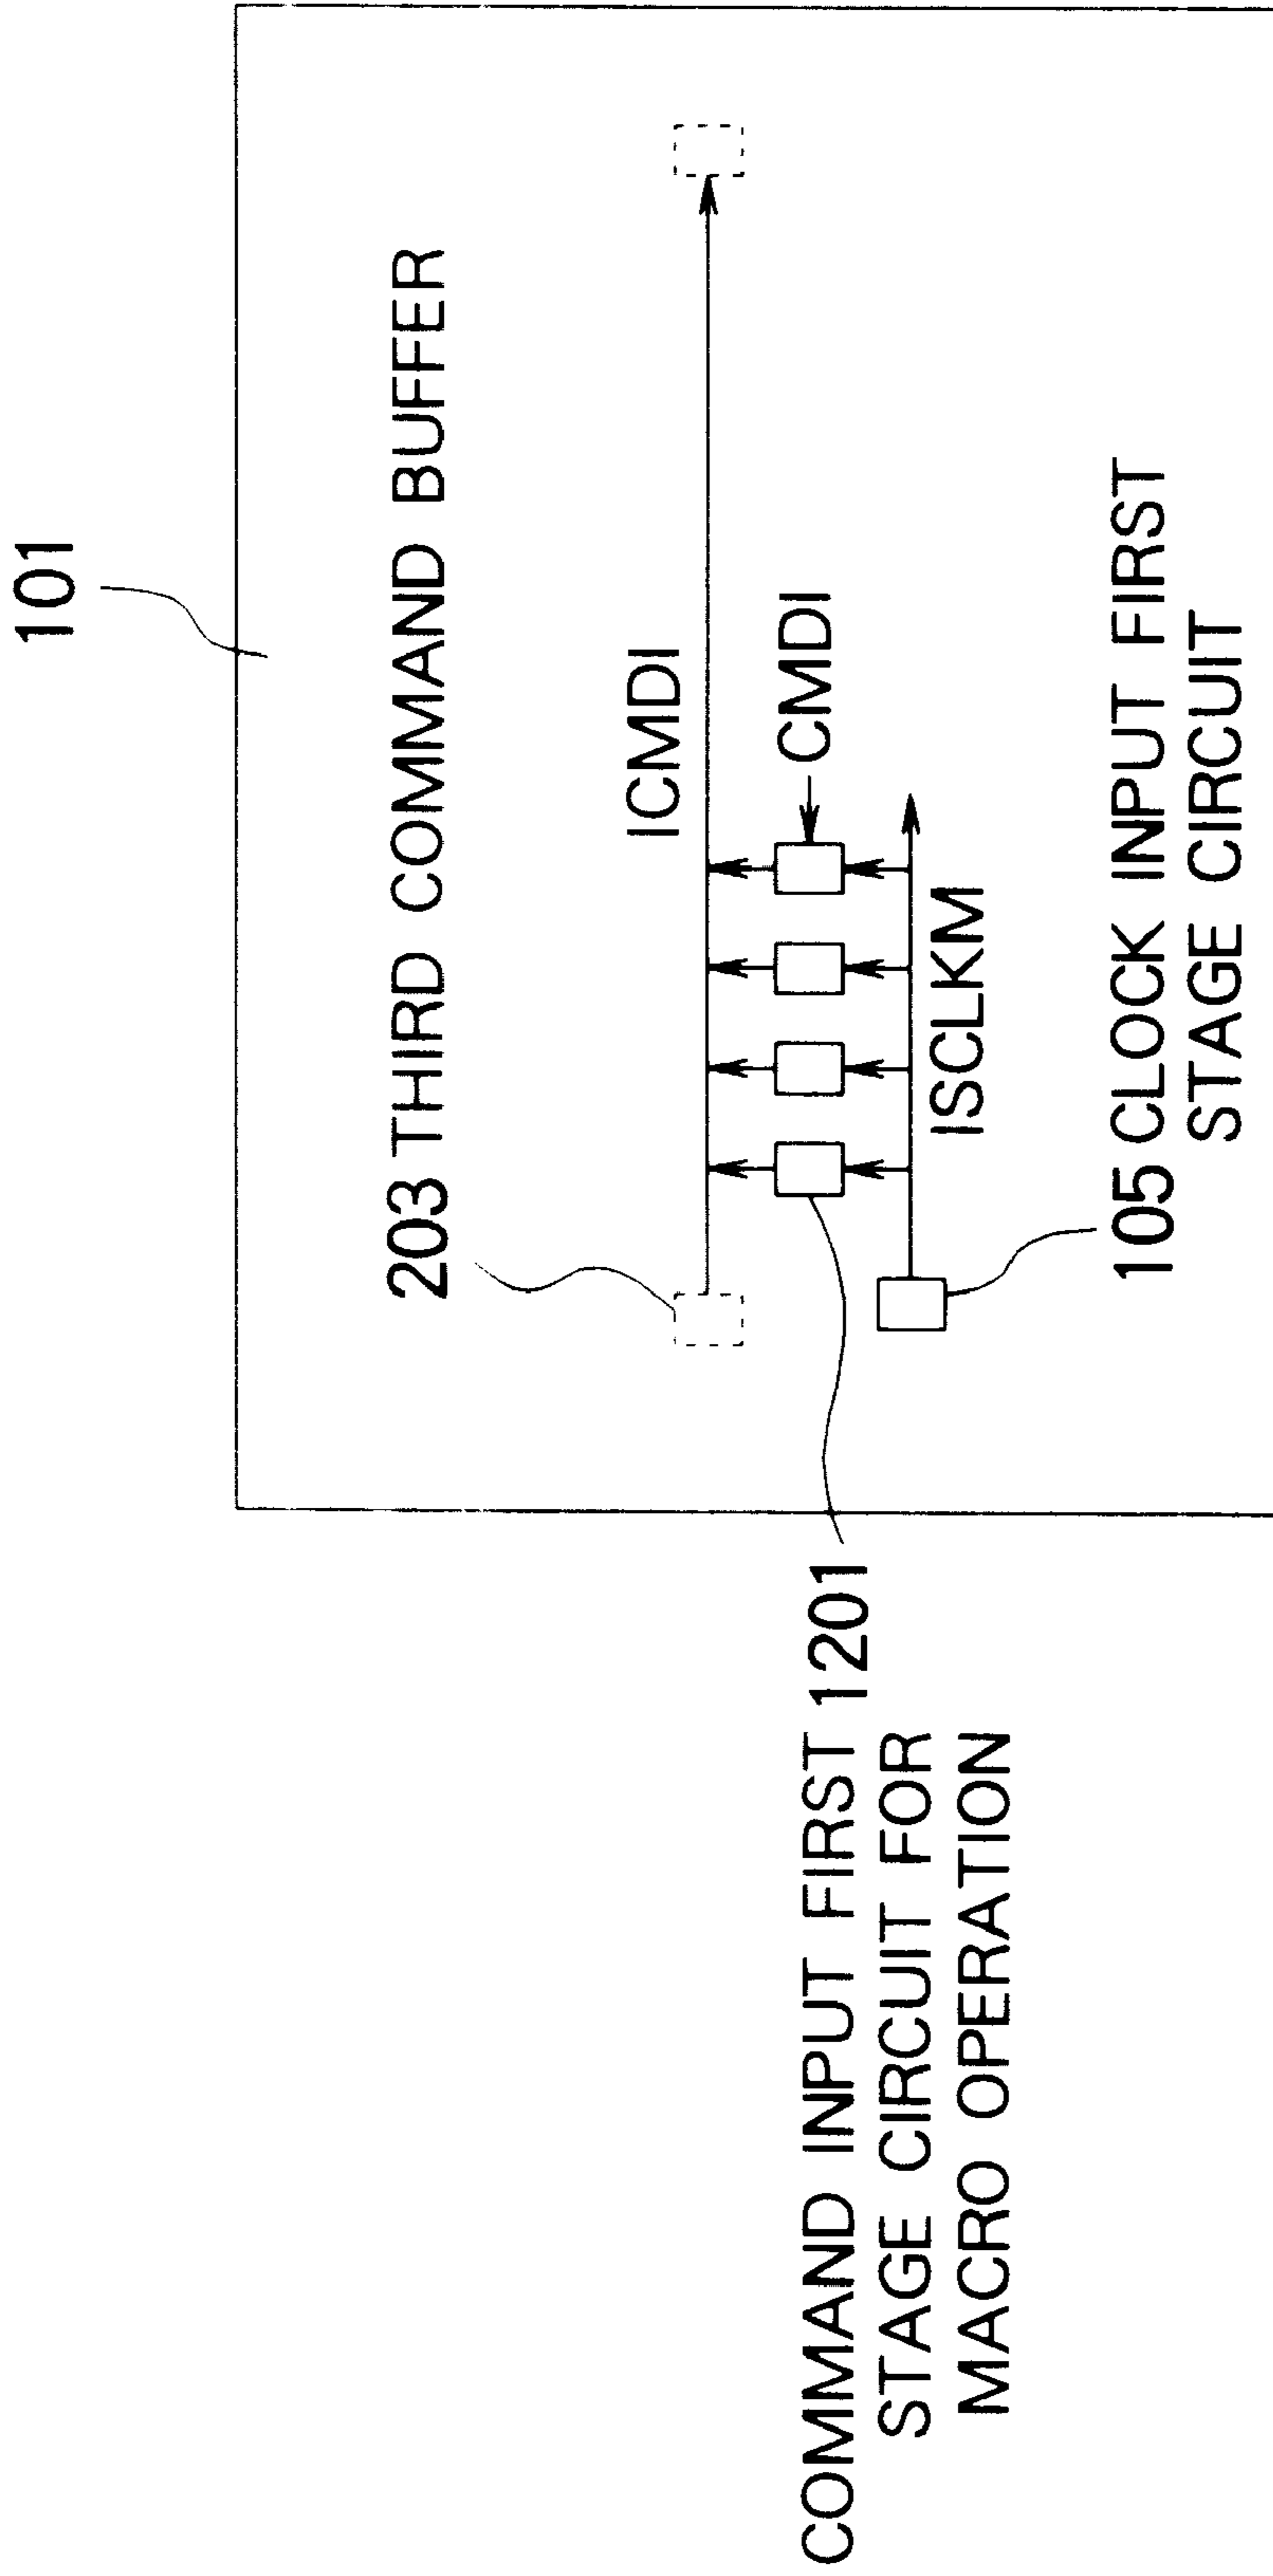 101
203 THIRD COMMAND BUFFER
ICMDI
CMDI
ISCLKM
COMMAND INPUT FIRST 1201
STAGE CIRCUIT FOR
MACRO OPERATION
105 CLOCK INPUT FIRST
STAGE CIRCUIT